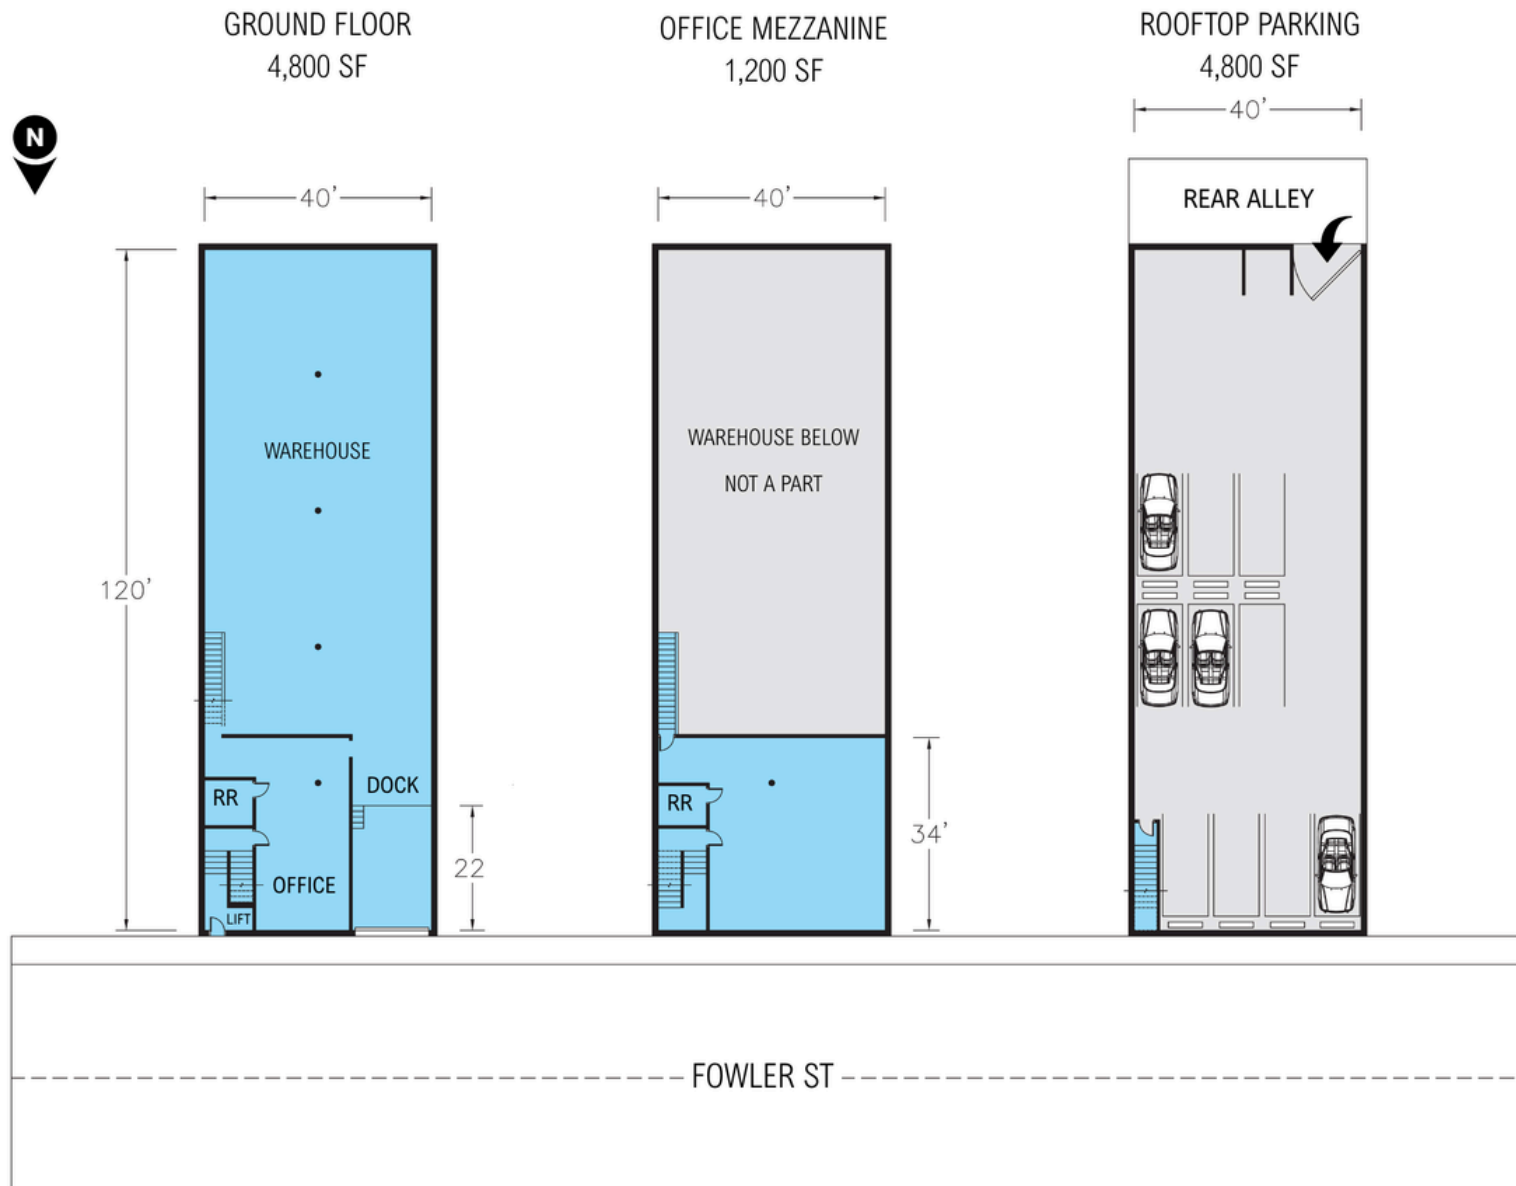 GROUND FLOOR
4,800 SF
OFFICE MEZZANINE
1,200 SF
ROOFTOP PARKING
4,800 SF
N
40'
40'
40'
REAR ALLEY
WAREHOUSE
WAREHOUSE BELOW
NOT A PART
120'
DOCK
RR
RR
22
34'
OFFICE
LIFT
FOWLER ST